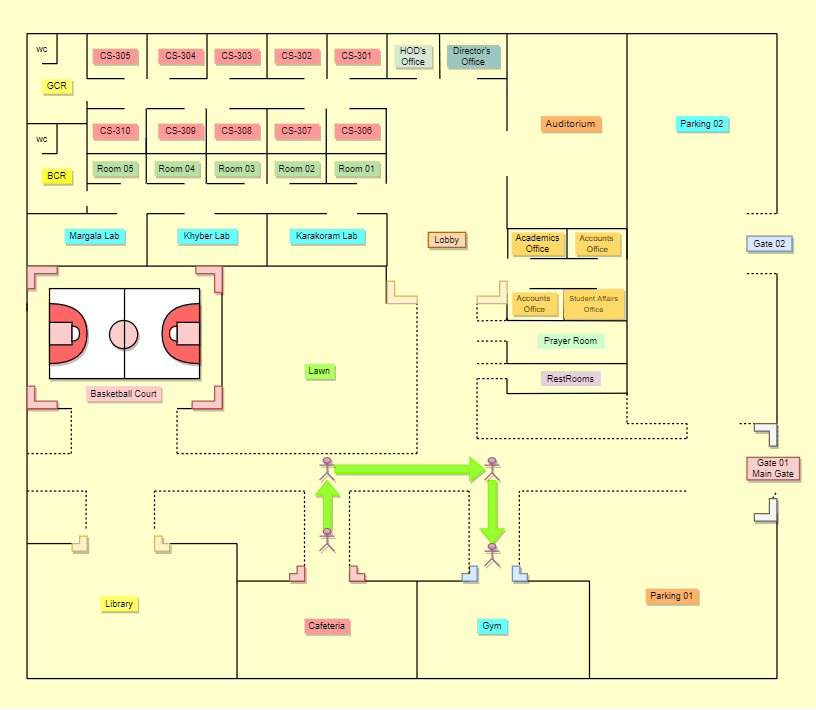 wc
CS-305
CS-304
CS-303
CS-302
CS-301
HOD's
Office
Director's
Office
GCR
Auditorium
Parking 02
wc
CS-310
CS-309
CS-308
CS-307
CS-306
BCR
Room 05
Room 04
Room 03
Room 02
Room 01
Margala Lab
Khyber Lab
Karakoram Lab
Lobby
Academics
Office
Accounts
Office
Gate 02
Accounts
Office
Student Affairs
Office
Prayer Room
Lawn
RestRooms
Basketball Court
Gate 01
Main Gate
Library
Cafeteria
Gym
Parking 01